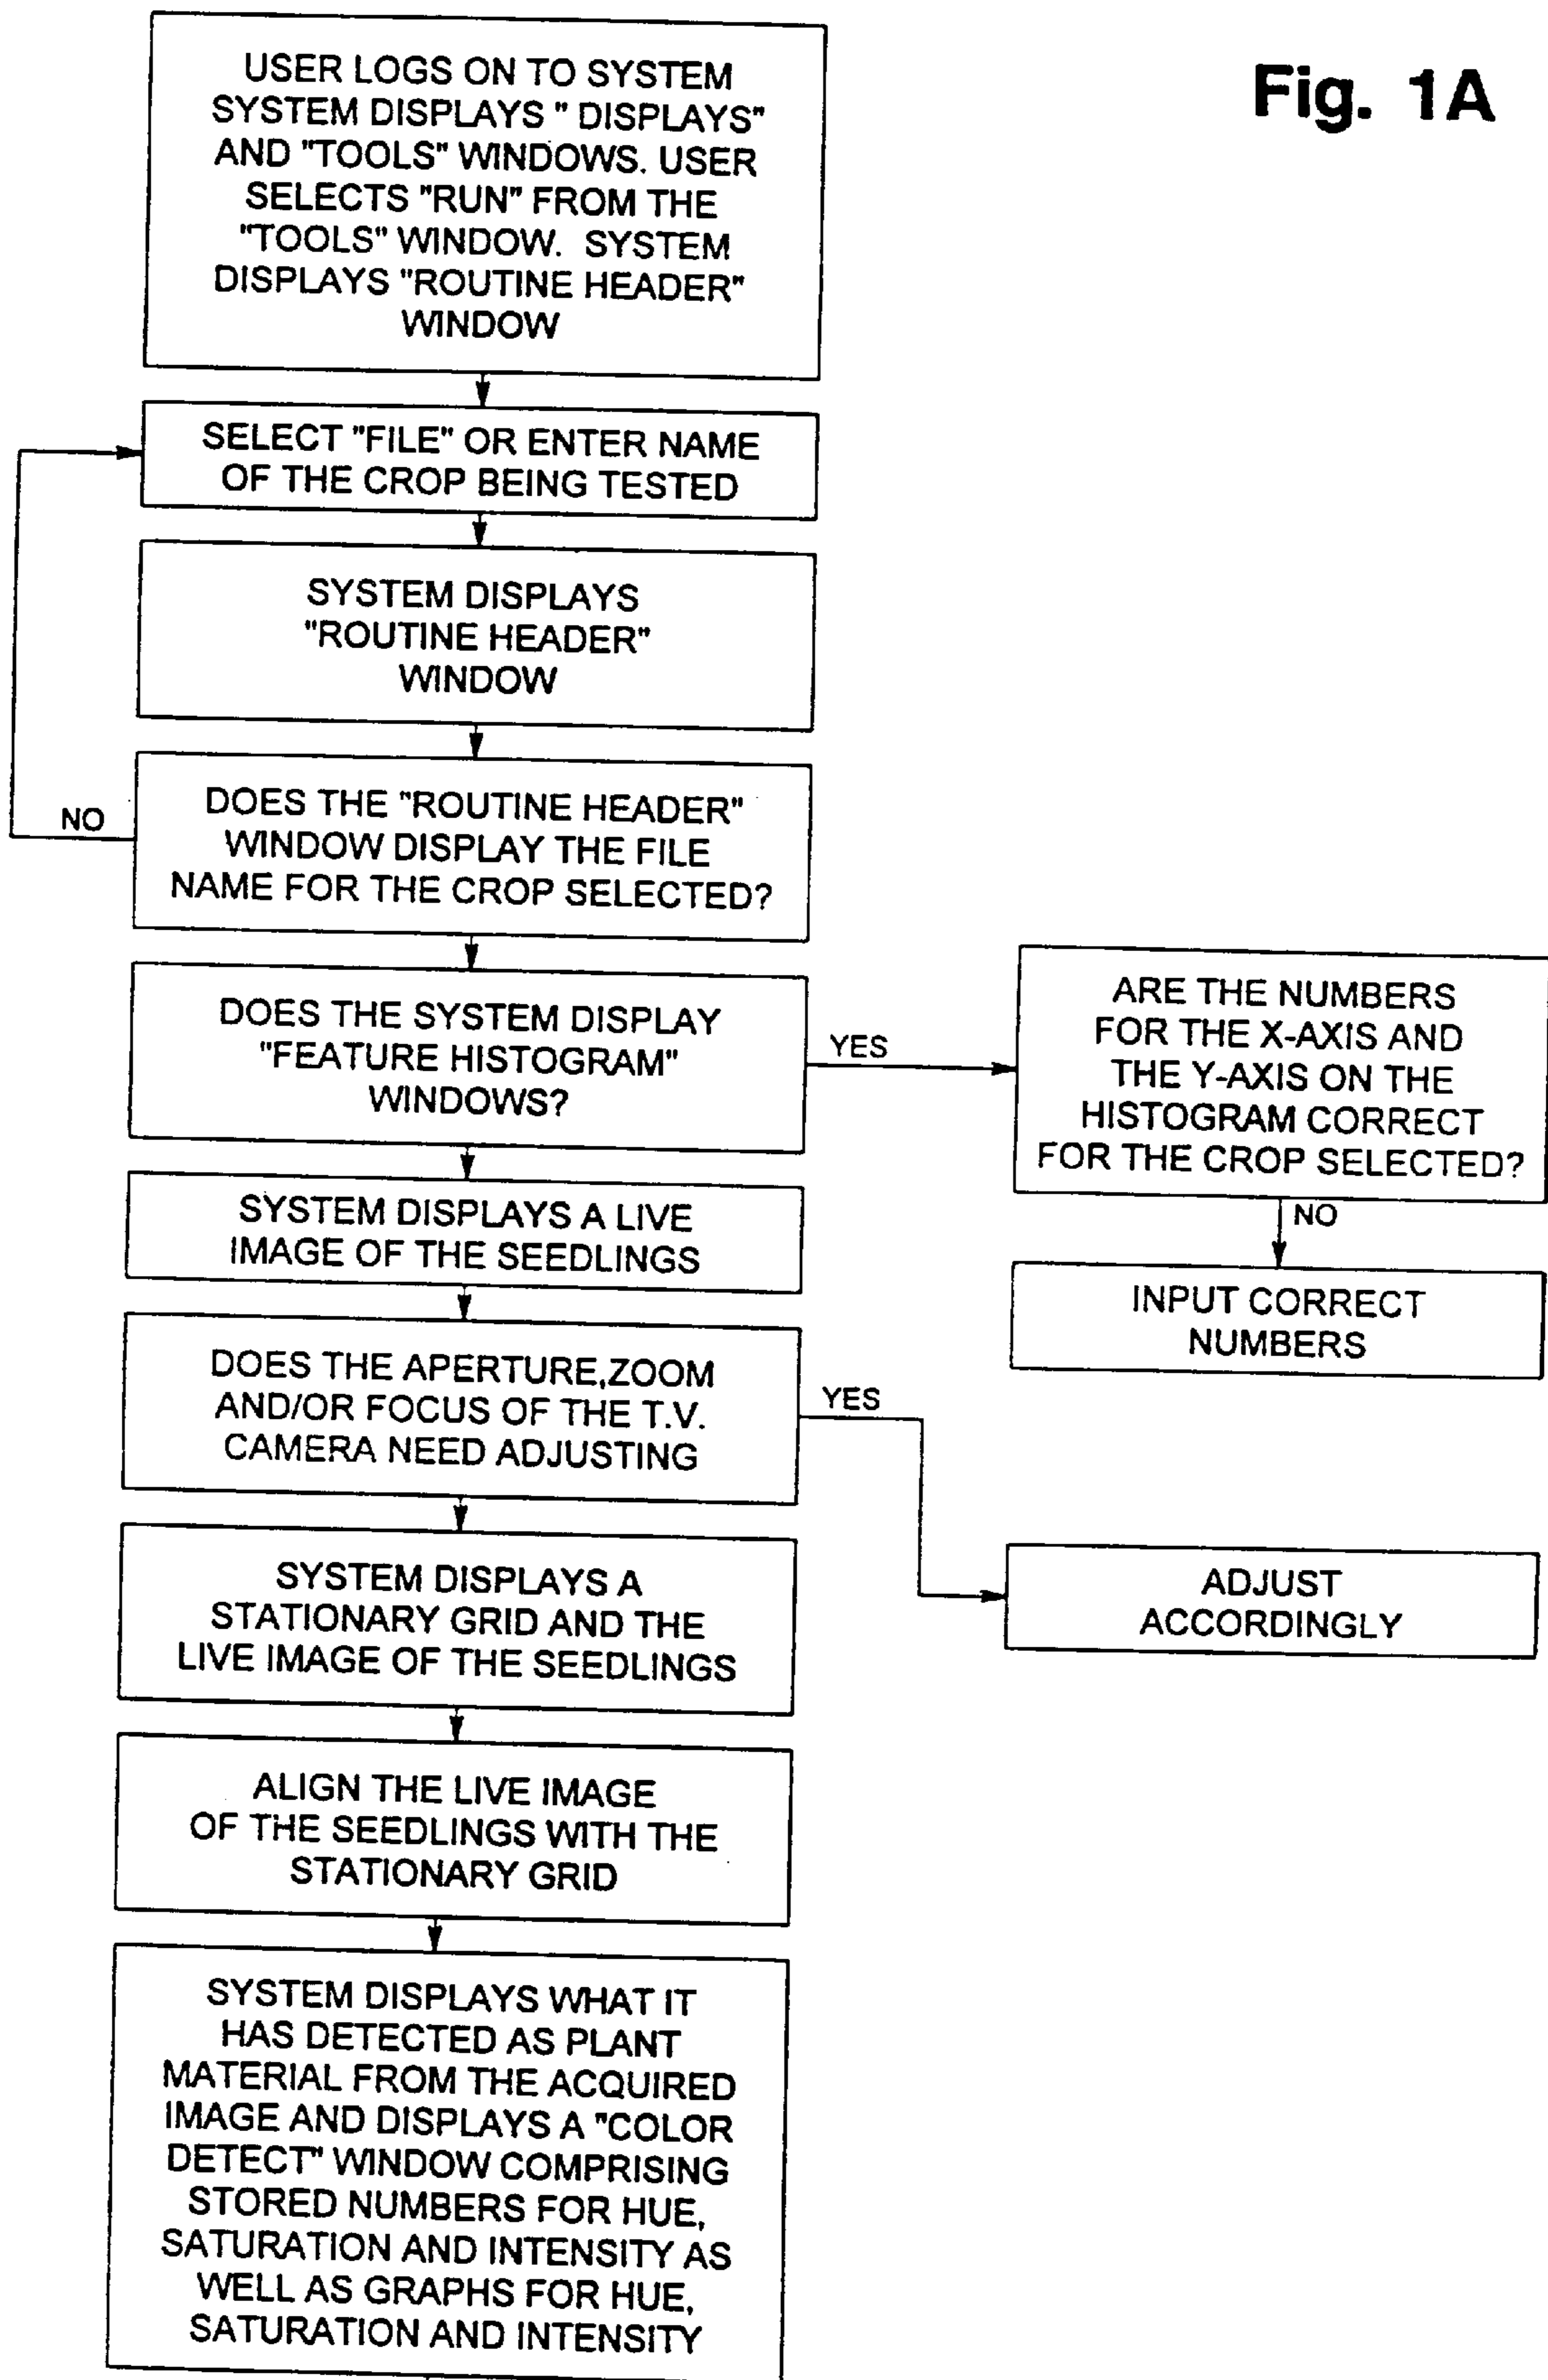 Fig. 1A
USER LOGS ON TO SYSTEM
SYSTEM DISPLAYS " DISPLAYS"
AND "TOOLS" WINDOWS. USER
SELECTS "RUN" FROM THE
"TOOLS" WINDOW. SYSTEM
DISPLAYS "ROUTINE HEADER"
WINDOW
SELECT "FILE" OR ENTER NAME
OF THE CROP BEING TESTED
SYSTEM DISPLAYS
"ROUTINE HEADER"
WINDOW
DOES THE "ROUTINE HEADER"
WINDOW DISPLAY THE FILE
NAME FOR THE CROP SELECTED?
NO
DOES THE SYSTEM DISPLAY
"FEATURE HISTOGRAM"
WINDOWS?
YES
ARE THE NUMBERS
FOR THE X-AXIS AND
THE Y-AXIS ON THE
HISTOGRAM CORRECT
FOR THE CROP SELECTED?
NO
INPUT CORRECT
NUMBERS
SYSTEM DISPLAYS A LIVE
IMAGE OF THE SEEDLINGS
DOES THE APERTURE,ZOOM
AND/OR FOCUS OF THE T.V.
CAMERA NEED ADJUSTING
YES
ADJUST
ACCORDINGLY
SYSTEM DISPLAYS A
STATIONARY GRID AND THE
LIVE IMAGE OF THE SEEDLINGS
ALIGN THE LIVE IMAGE
OF THE SEEDLINGS WITH THE
STATIONARY GRID
SYSTEM DISPLAYS WHAT IT
HAS DETECTED AS PLANT
MATERIAL FROM THE ACQUIRED
IMAGE AND DISPLAYS A "COLOR
DETECT" WINDOW COMPRISING
STORED NUMBERS FOR HUE,
SATURATION AND INTENSITY AS
WELL AS GRAPHS FOR HUE,
SATURATION AND INTENSITY